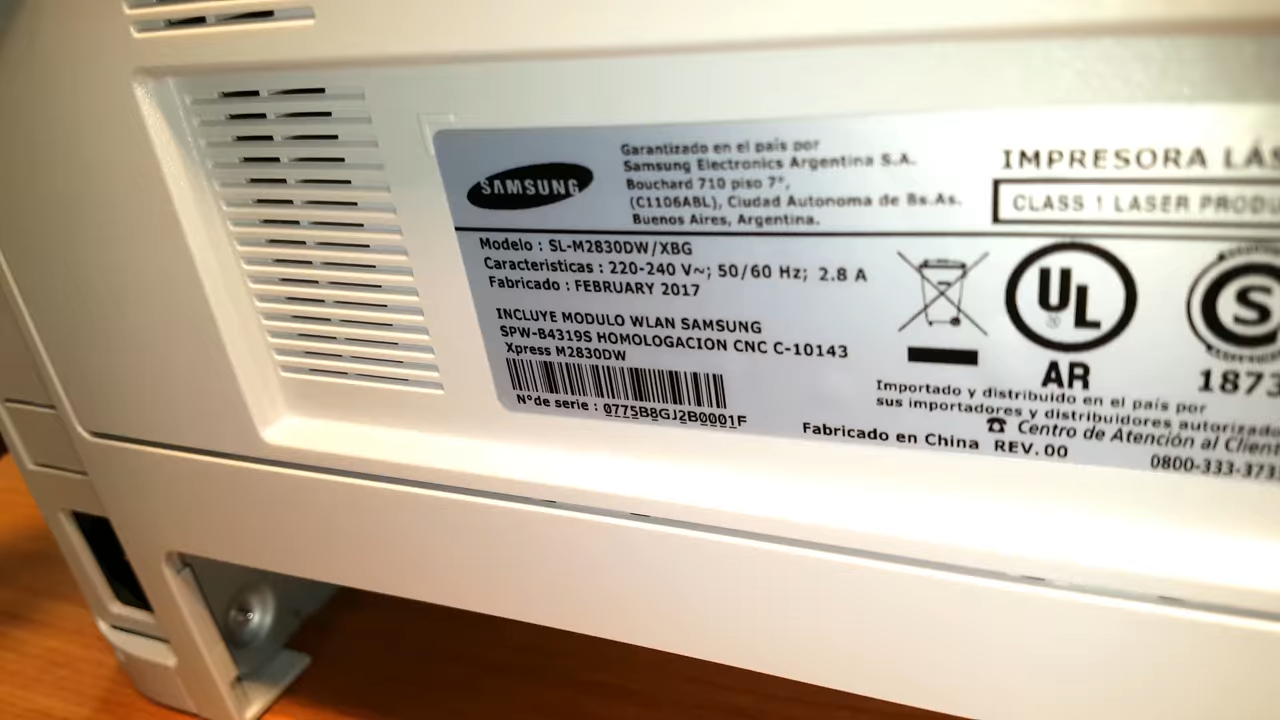 SAMSUNG
Garantizado en el país por
Samsung Electronics Argentina S.A.
Bouchard 710 piso 7°,
(C1106ABL), Ciudad Autonoma de Bs.As.
Buenos Aires, Argentina.
IMPRESORA LÁS
CLASS 1 LASER PRODU
Modelo : SL-M2830DW/XBG
Caracteristicas : 220-240 V~; 50/60 Hz; 2.8 A
Fabricado : FEBRUARY 2017
INCLUYE MODULO WLAN SAMSUNG
SPW-B4319S HOMOLOGACION CNC C-10143
Xpress M2830DW
N°de serie : 0775B8GJ2B0001F
UL
®
AR
S
1873
Importado y distribuido en el país por
sus importadores y distribuidores autorizado
☎ Centro de Atención al Client
0800-333-373
Fabricado en China REV. 00